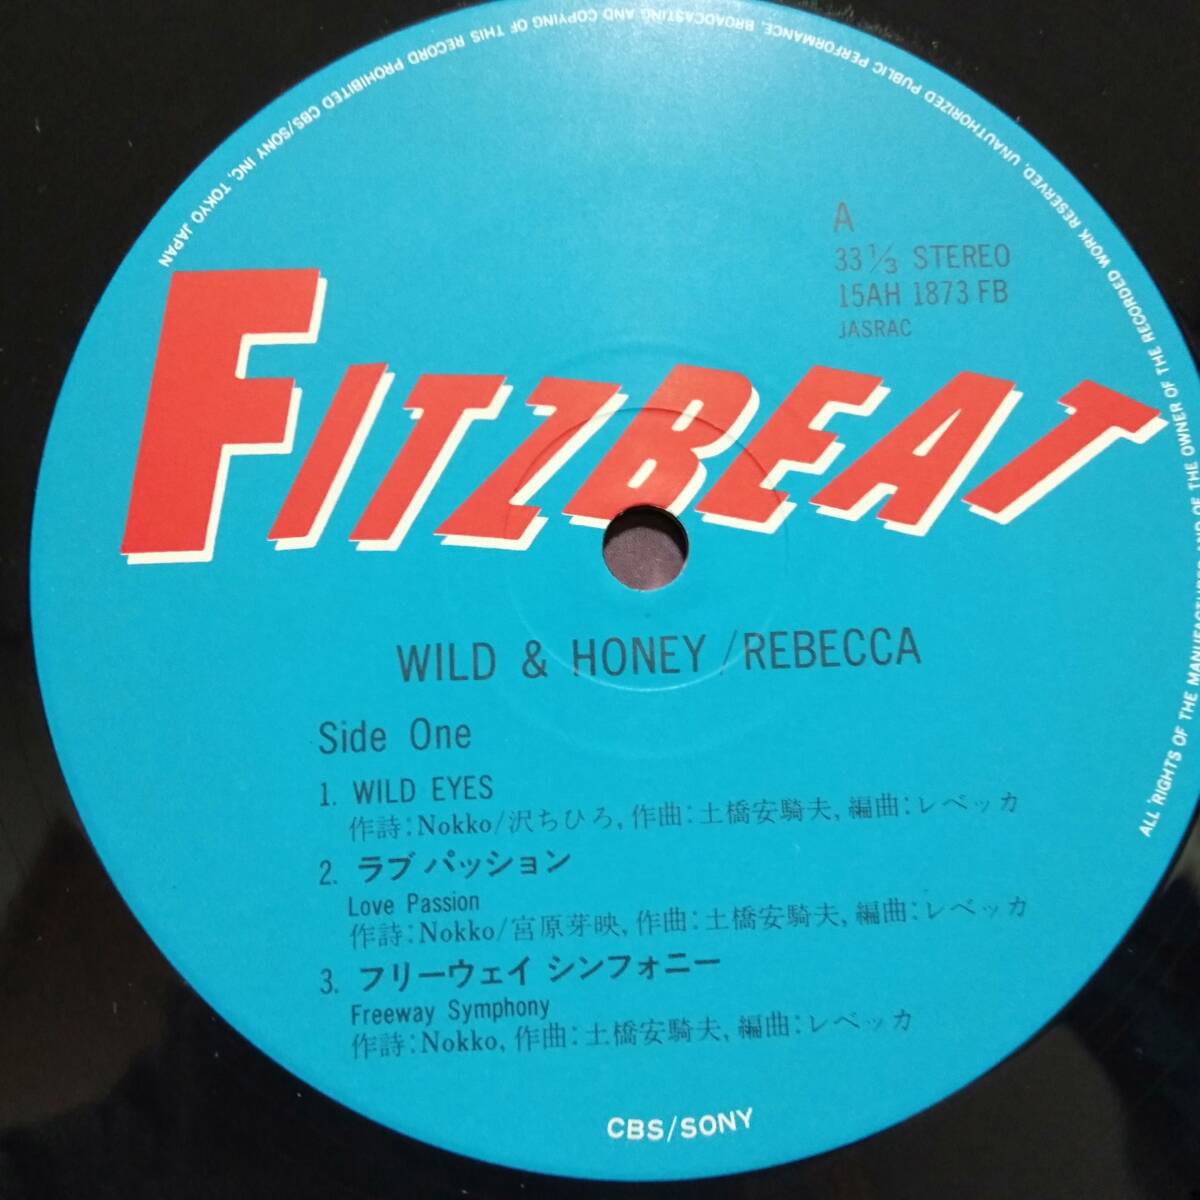 A
33 1/3 STEREO
15AH 1873 FB
JASRAC
FITZBEAT
WILD & HONEY/REBECCA
Side One
1. WILD EYES
作詩:Nokko/沢ちひろ,作曲:土橋安騎夫,編曲:レベッカ
2. ラブ パッション
Love Passion
作詩:Nokko/宮原芽映,作曲:土橋安騎夫,編曲:レベッカ
3. フリーウェイ シンフォニー
Freeway Symphony
作詩:Nokko,作曲:土橋安騎夫,編曲:レベッカ
CBS/SONY
ALL RIGHTS OF THE MANUFACTURER AND OF THE OWNER OF THE RECORDED WORK RESERVED. UNAUTHORIZED PUBLIC PERFORMANCE, BROADCASTING AND COPYING OF THIS RECORD PROHIBITED CBS/SONY INC. TOKYO JAPAN